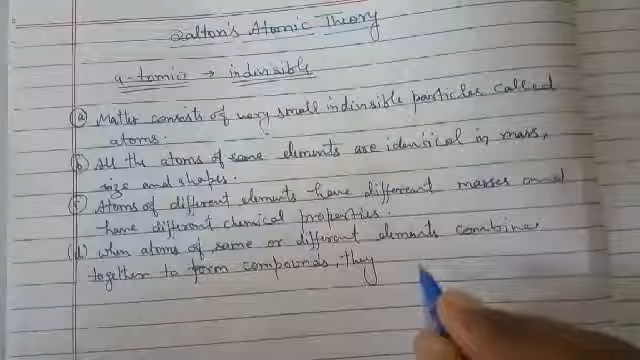 Dalton's Atomic Theory
a-tomio → indivisible
(a) Matter consists of very small indivisible particles called
atoms.
(b) All the atoms of same elements are identical in mass,
size and shapes.
(c) Atoms of different elements have different masses and
have different chemical properties.
(d) When atoms of same or different elements combine
together to form compounds, they